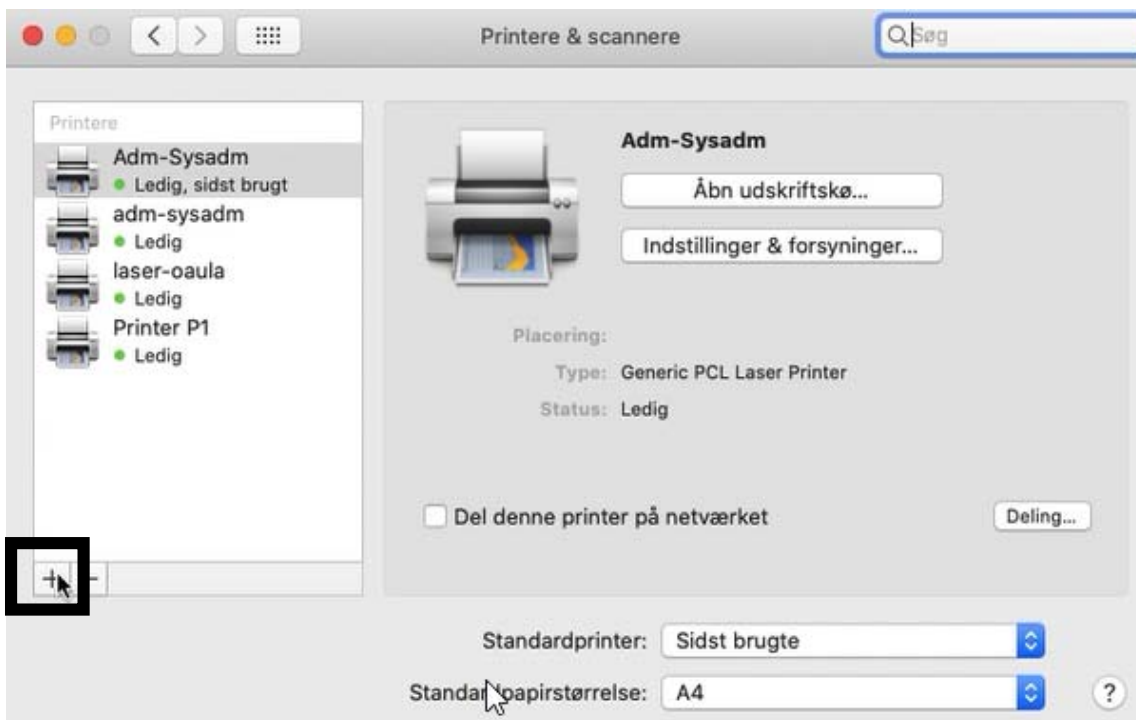 Printere & scannere
Søg
Printere
Adm-Sysadm
Ledig, sidst brugt
adm-sysadm
Ledig
laser-oaula
Ledig
Printer P1
Ledig
+ −
Adm-Sysadm
Åbn udskriftskø...
Indstillinger & forsyninger...
Placering:
Type: Generic PCL Laser Printer
Status: Ledig
Del denne printer på netværket
Deling...
Standardprinter: Sidst brugte
Standardpapirstørrelse: A4
?